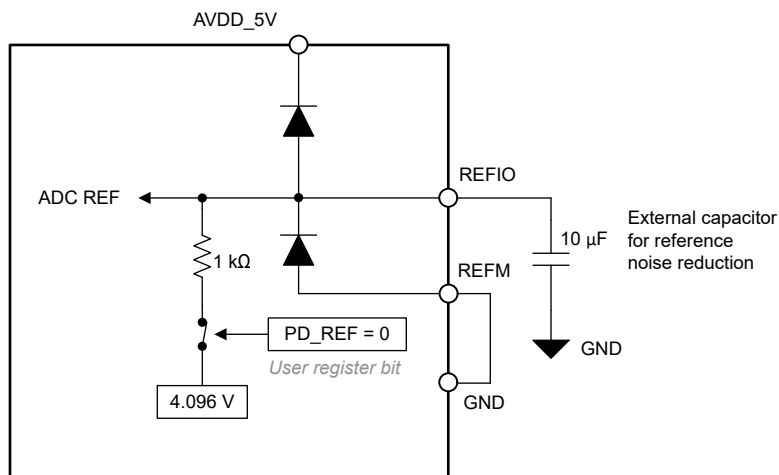 AVDD_5V
REFIO
ADC REF
10 µF
External capacitor
for reference
noise reduction
1 kΩ
REFM
PD_REF = 0
GND
User register bit
4.096 V
GND